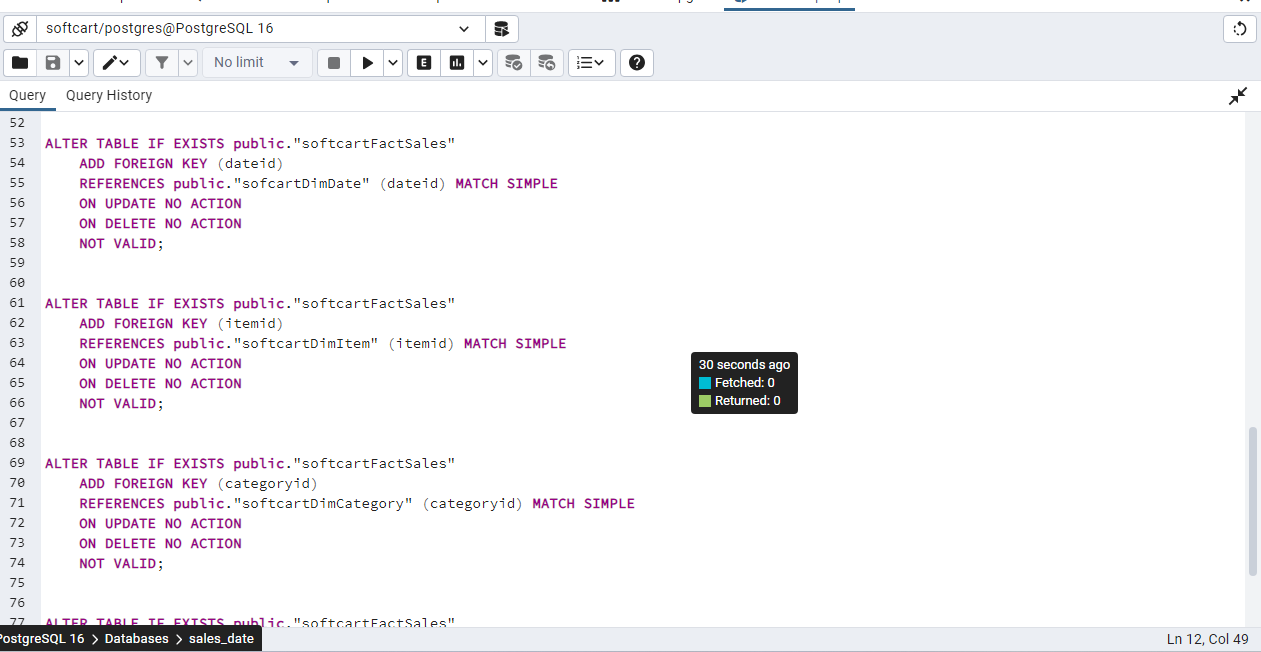 softcart/postgres@PostgreSQL 16
No limit
E
Query Query History
52
53 ALTER TABLE IF EXISTS public."softcartFactSales"
54 ADD FOREIGN KEY (dateid)
55 REFERENCES public."sofcartDimDate" (dateid) MATCH SIMPLE
56 ON UPDATE NO ACTION
57 ON DELETE NO ACTION
58 NOT VALID;
59
60
61 ALTER TABLE IF EXISTS public."softcartFactSales"
62 ADD FOREIGN KEY (itemid)
63 REFERENCES public."softcartDimItem" (itemid) MATCH SIMPLE
64 ON UPDATE NO ACTION
65 ON DELETE NO ACTION
66 NOT VALID;
67
68
69 ALTER TABLE IF EXISTS public."softcartFactSales"
70 ADD FOREIGN KEY (categoryid)
71 REFERENCES public."softcartDimCategory" (categoryid) MATCH SIMPLE
72 ON UPDATE NO ACTION
73 ON DELETE NO ACTION
74 NOT VALID;
75
76
77 ALTER TABLE IF EXISTS public."softcartFactSales"
30 seconds ago
Fetched: 0
Returned: 0
PostgreSQL 16 > Databases > sales_date
Ln 12, Col 49